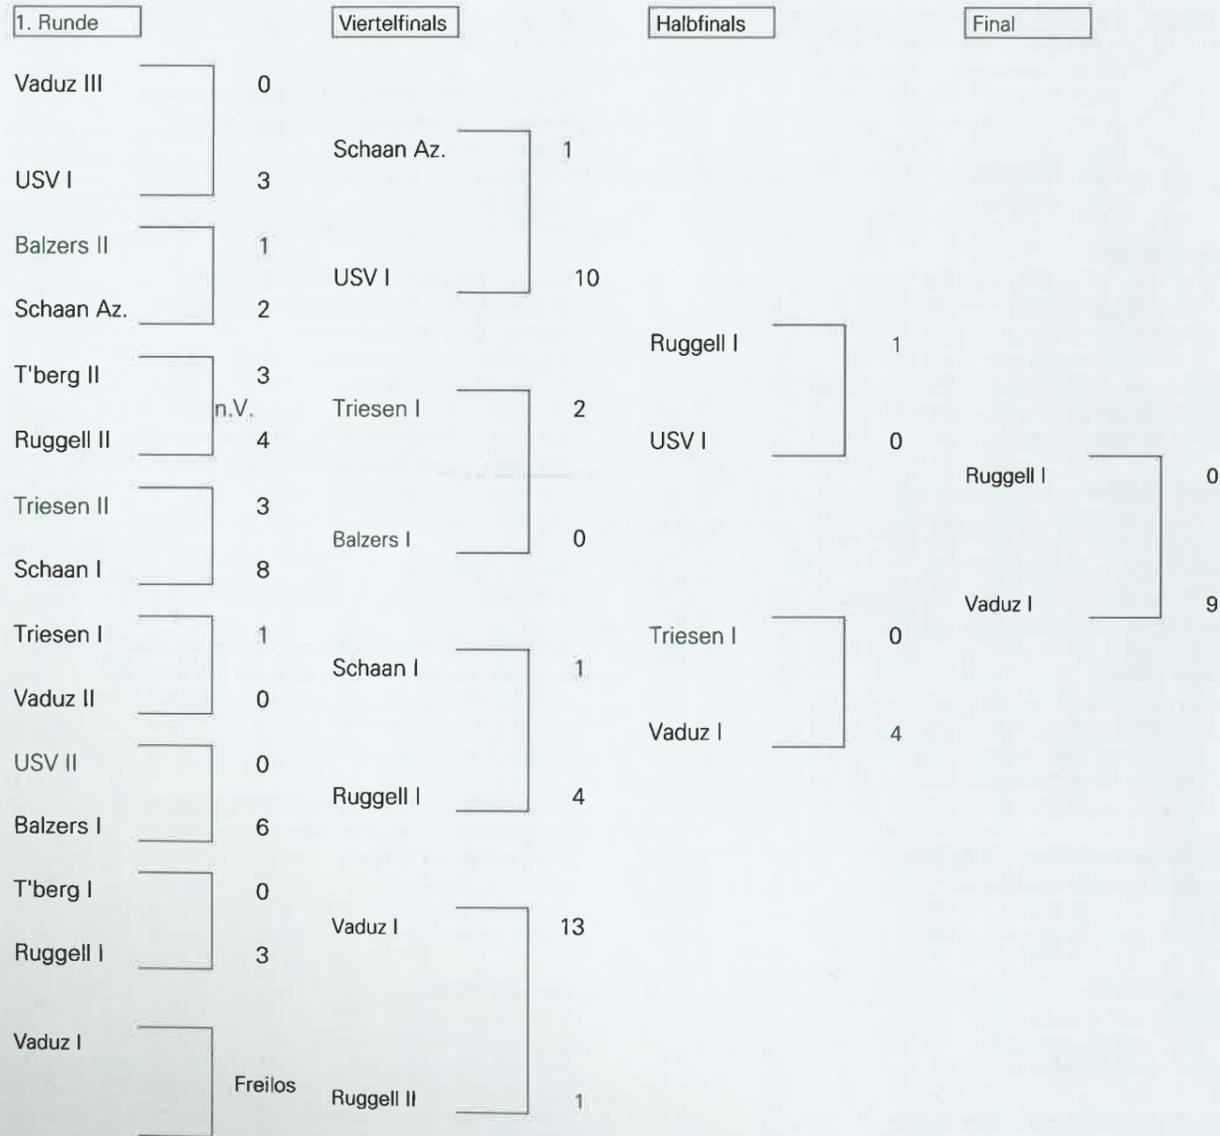 1. Runde
Viertelfinals
Halbfinals
Final
Vaduz III 0
USV I 3
Balzers II 1
Schaan Az. 2
T'berg II 3
n.V.
Ruggell II 4
Triesen II 3
Schaan I 8
Triesen I 1
Vaduz II 0
USV II 0
Balzers I 6
T'berg I 0
Ruggell I 3
Vaduz I
Freilos
Schaan Az. 1
USV I 10
Triesen I 2
Balzers I 0
Schaan I 1
Ruggell I 4
Vaduz I 13
Ruggell II 1
Ruggell I 1
USV I 0
Triesen I 0
Vaduz I 4
Ruggell I 0
Vaduz I 9